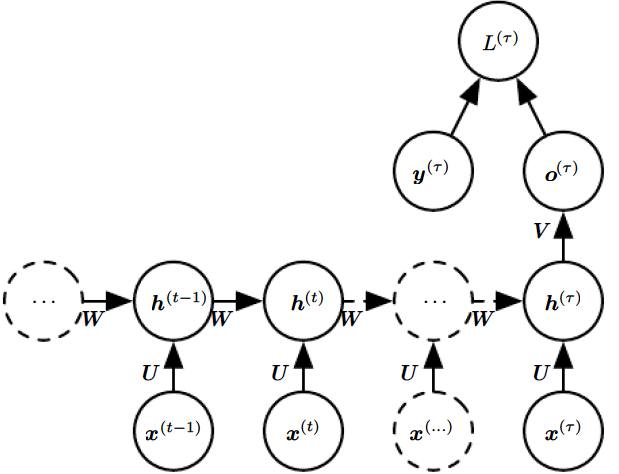 L^(τ)
y^(τ) o^(τ)
V
... h^(t−1) h^(t) ... h^(τ)
W W W W
U U U U
x^(t−1) x^(t) x^(...) x^(τ)